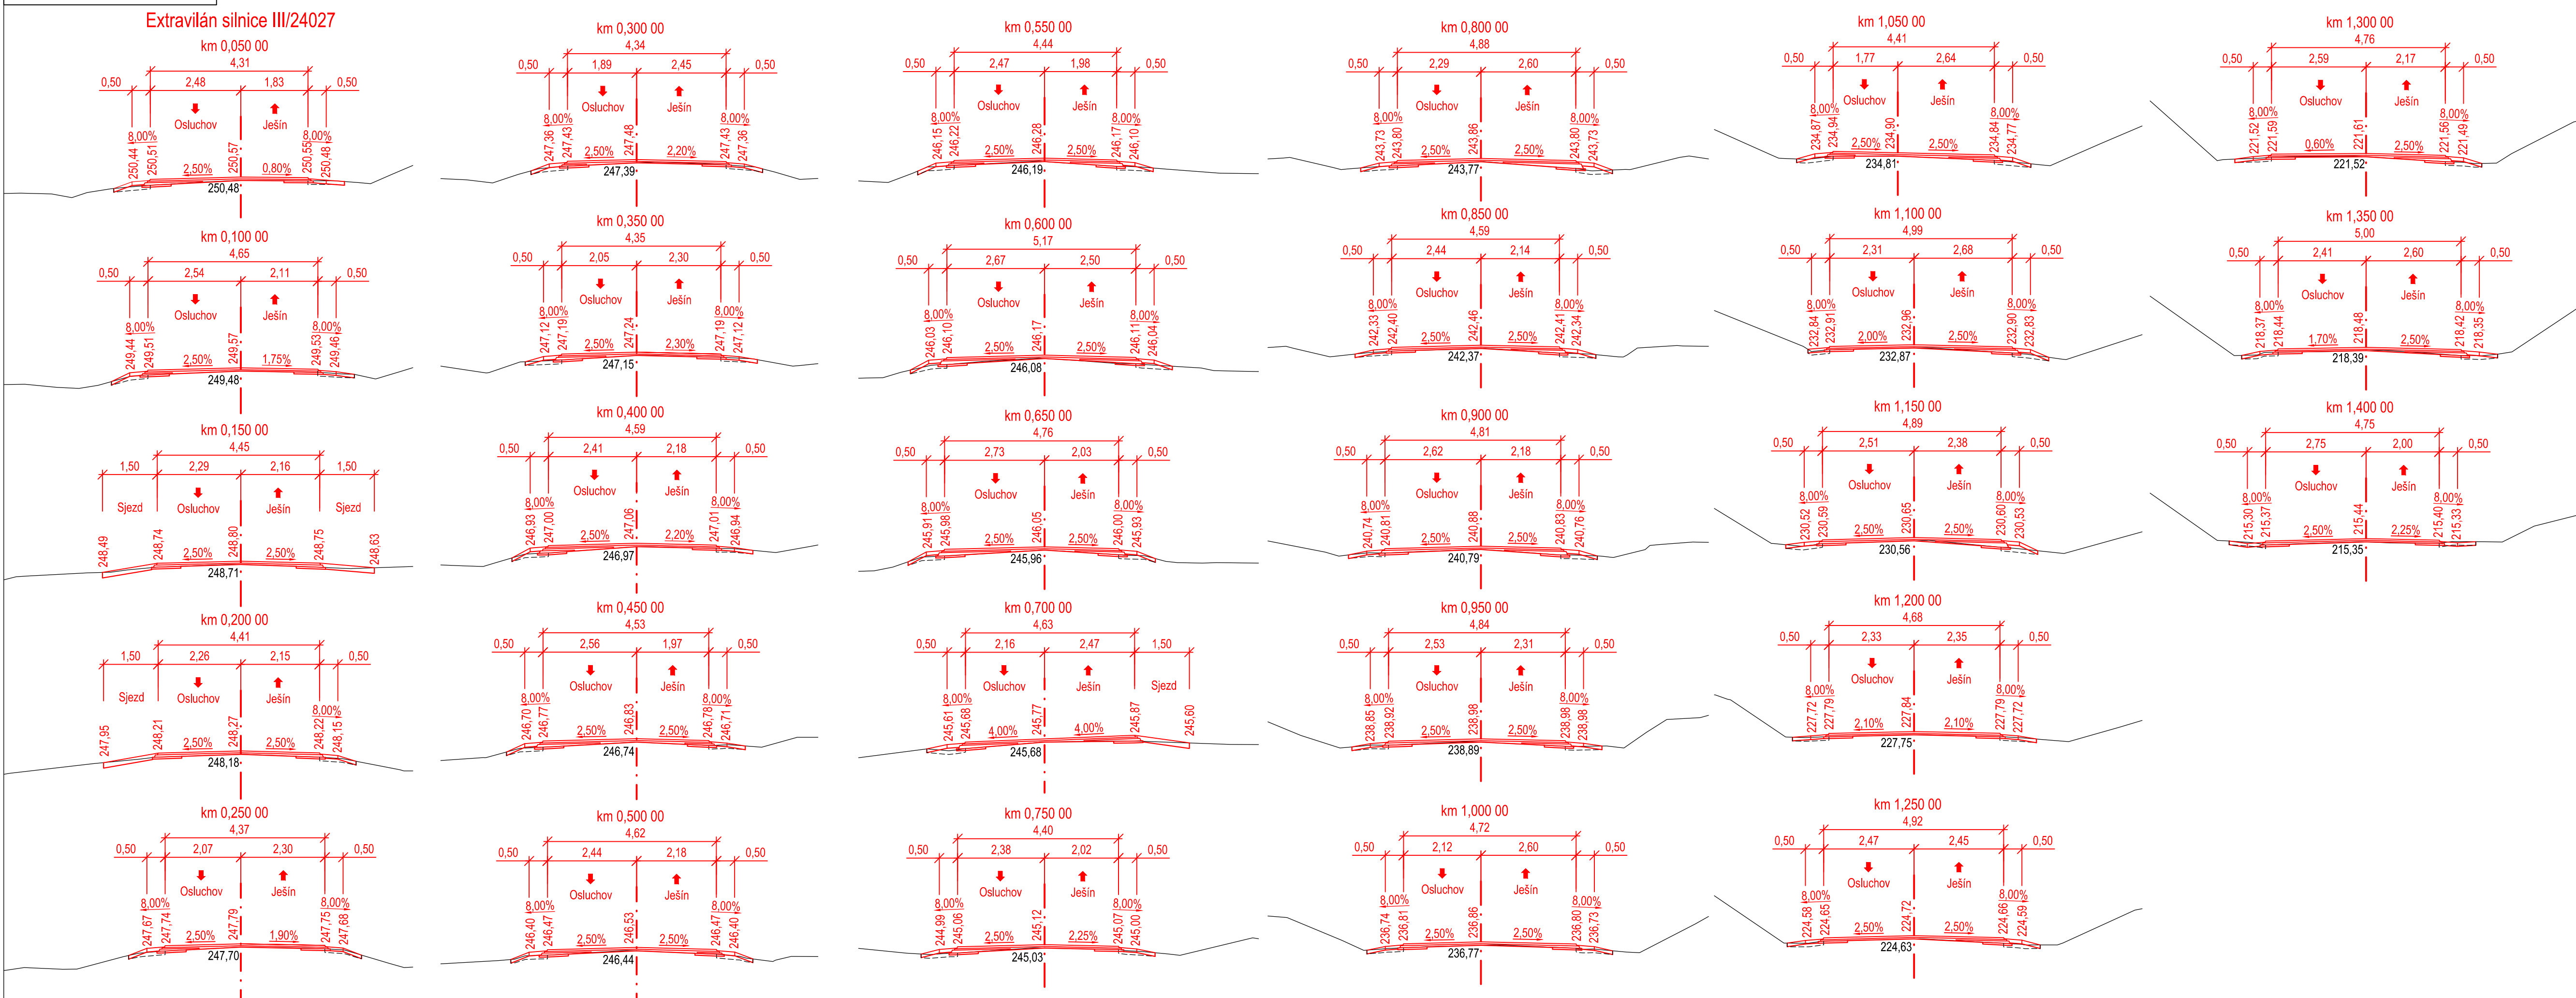 Extravilán silnice III/24027
km 0,050 00
4,31
0,50 2,48 1,83 0,50
Osluchov Ješín
8,00% 8,00%
250,44 250,51 250,57 250,55 250,48
2,50% 0,80%
250,48
km 0,100 00
4,65
0,50 2,54 2,11 0,50
Osluchov Ješín
8,00% 8,00%
249,44 249,51 249,57 249,53 249,46
2,50% 1,75%
249,48
km 0,150 00
4,45
1,50 2,29 2,16 1,50
Sjezd Osluchov Ješín Sjezd
248,49 248,74 248,80 248,75 248,63
2,50% 2,50%
248,71
km 0,200 00
4,41
1,50 2,26 2,15 0,50
Sjezd Osluchov Ješín
8,00%
247,95 248,21 248,27 248,22 248,15
2,50% 2,50%
248,18
km 0,250 00
4,37
0,50 2,07 2,30 0,50
Osluchov Ješín
8,00% 8,00%
247,67 247,74 247,79 247,75 247,68
2,50% 1,90%
247,70
km 0,300 00
4,34
0,50 1,89 2,45 0,50
Osluchov Ješín
8,00% 8,00%
247,36 247,43 247,48 247,43 247,36
2,50% 2,20%
247,39
km 0,350 00
4,35
0,50 2,05 2,30 0,50
Osluchov Ješín
8,00% 8,00%
247,12 247,19 247,24 247,19 247,12
2,50% 2,30%
247,15
km 0,400 00
4,59
0,50 2,41 2,18 0,50
Osluchov Ješín
8,00% 8,00%
246,93 247,00 247,06 247,01 246,94
2,50% 2,20%
246,97
km 0,450 00
4,53
0,50 2,56 1,97 0,50
Osluchov Ješín
8,00% 8,00%
246,70 246,77 246,83 246,78 246,71
2,50% 2,50%
246,74
km 0,500 00
4,62
0,50 2,44 2,18 0,50
Osluchov Ješín
8,00% 8,00%
246,40 246,47 246,53 246,47 246,40
2,50% 2,50%
246,44
km 0,550 00
4,44
0,50 2,47 1,98 0,50
Osluchov Ješín
8,00% 8,00%
246,15 246,22 246,28 246,17 246,10
2,50% 2,50%
246,19
km 0,600 00
5,17
0,50 2,67 2,50 0,50
Osluchov Ješín
8,00% 8,00%
246,03 246,10 246,17 246,11 246,04
2,50% 2,50%
246,08
km 0,650 00
4,76
0,50 2,73 2,03 0,50
Osluchov Ješín
8,00% 8,00%
245,91 245,98 246,05 246,00 245,93
2,50% 2,50%
245,96
km 0,700 00
4,63
0,50 2,16 2,47 1,50
Osluchov Ješín Sjezd
8,00%
245,61 245,68 245,77 245,87 245,60
4,00% 4,00%
245,68
km 0,750 00
4,40
0,50 2,38 2,02 0,50
Osluchov Ješín
8,00% 8,00%
244,99 245,06 245,12 245,07 245,00
2,50% 2,25%
245,03
km 0,800 00
4,88
0,50 2,29 2,60 0,50
Osluchov Ješín
8,00% 8,00%
243,73 243,80 243,86 243,80 243,73
2,50% 2,50%
243,77
km 0,850 00
4,59
0,50 2,44 2,14 0,50
Osluchov Ješín
8,00% 8,00%
242,33 242,40 242,46 242,41 242,34
2,50% 2,50%
242,37
km 0,900 00
4,81
0,50 2,62 2,18 0,50
Osluchov Ješín
8,00% 8,00%
240,74 240,81 240,88 240,83 240,76
2,50% 2,50%
240,79
km 0,950 00
4,84
0,50 2,53 2,31 0,50
Osluchov Ješín
8,00% 8,00%
238,85 238,92 238,98 238,98 238,98
2,50% 2,50%
238,89
km 1,000 00
4,72
0,50 2,12 2,60 0,50
Osluchov Ješín
8,00% 8,00%
236,74 236,81 236,86 236,80 236,73
2,50% 2,50%
236,77
km 1,050 00
4,41
0,50 1,77 2,64 0,50
Osluchov Ješín
8,00% 8,00%
234,87 234,94 234,90 234,84 234,77
2,50% 2,50%
234,81
km 1,100 00
4,99
0,50 2,31 2,68 0,50
Osluchov Ješín
8,00% 8,00%
232,84 232,91 232,96 232,90 232,83
2,00% 2,50%
232,87
km 1,150 00
4,89
0,50 2,51 2,38 0,50
Osluchov Ješín
8,00% 8,00%
230,52 230,59 230,65 230,60 230,53
2,50% 2,50%
230,56
km 1,200 00
4,68
0,50 2,33 2,35 0,50
Osluchov Ješín
8,00% 8,00%
227,72 227,79 227,84 227,79 227,72
2,10% 2,10%
227,75
km 1,250 00
4,92
0,50 2,47 2,45 0,50
Osluchov Ješín
8,00% 8,00%
224,58 224,65 224,72 224,66 224,59
2,50% 2,50%
224,63
km 1,300 00
4,76
0,50 2,59 2,17 0,50
Osluchov Ješín
8,00% 8,00%
221,52 221,59 221,61 221,56 221,49
0,60% 2,50%
221,52
km 1,350 00
5,00
0,50 2,41 2,60 0,50
Osluchov Ješín
8,00% 8,00%
218,37 218,44 218,48 218,42 218,35
1,70% 2,50%
218,39
km 1,400 00
4,75
0,50 2,75 2,00 0,50
Osluchov Ješín
8,00% 8,00%
215,30 215,37 215,44 215,40 215,33
2,50% 2,25%
215,35